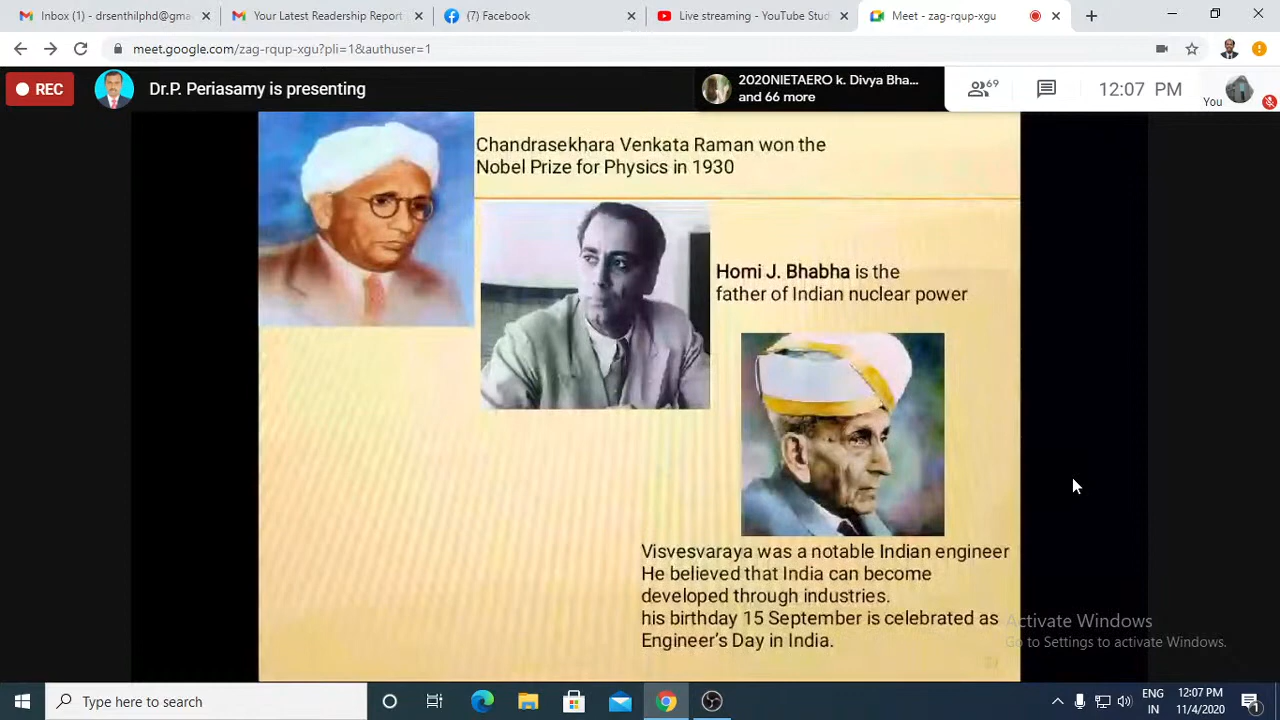 Inbox (1) - drsenthilphd@gma
Your Latest Readership Report
(7) Facebook
Live streaming - YouTube Stud
Meet - zag-rqup-xgu
meet.google.com/zag-rqup-xgu?pli=1&authuser=1
REC
Dr.P. Periasamy is presenting
2020NIETAERO k. Divya Bha...
and 66 more
69
12:07 PM
You
Chandrasekhara Venkata Raman won the
Nobel Prize for Physics in 1930
Homi J. Bhabha is the
father of Indian nuclear power
Visvesvaraya was a notable Indian engineer
He believed that India can become
developed through industries.
his birthday 15 September is celebrated as
Engineer's Day in India.
Activate Windows
Go to Settings to activate Windows.
Type here to search
ENG
IN
12:07 PM
11/4/2020
1